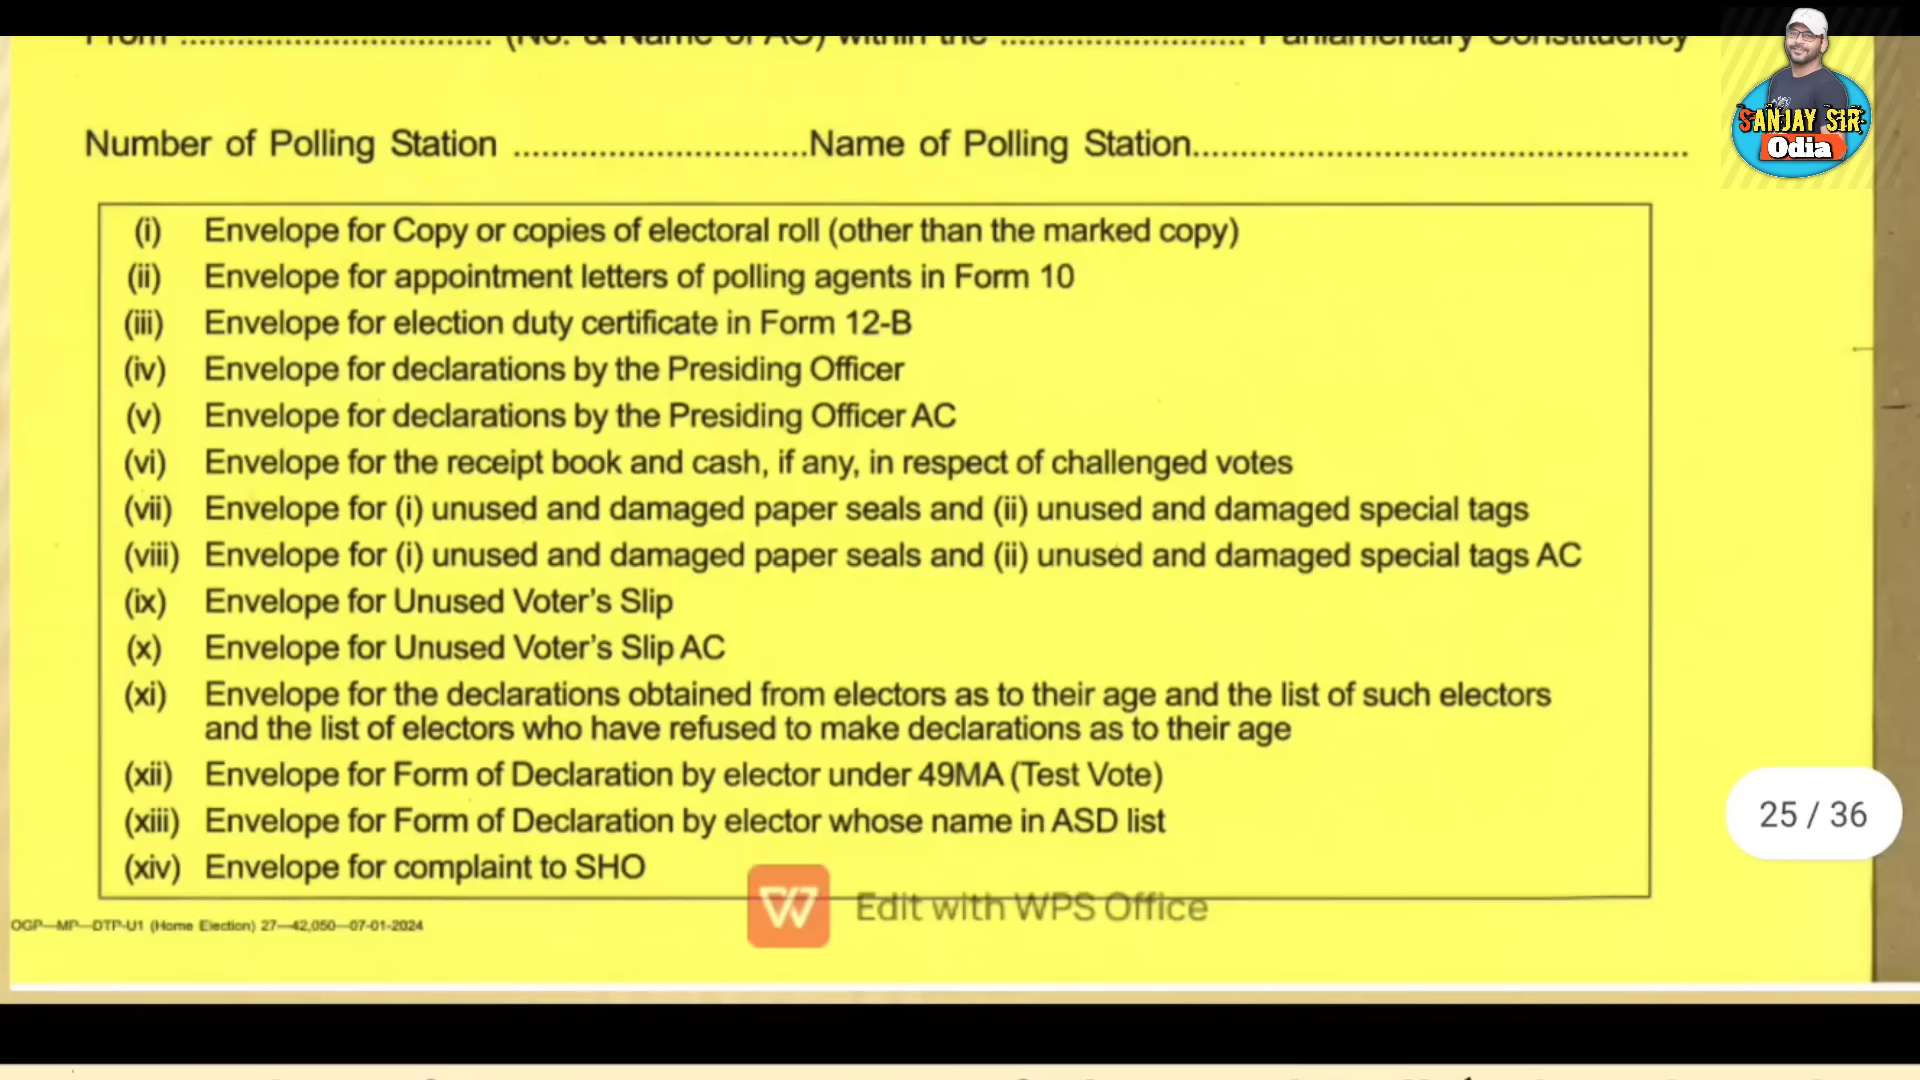 From ................................ (No. & Name of AC) within the ......................... Parliamentary Constituency
Number of Polling Station ..............................Name of Polling Station....................................................
(i) Envelope for Copy or copies of electoral roll (other than the marked copy)
(ii) Envelope for appointment letters of polling agents in Form 10
(iii) Envelope for election duty certificate in Form 12-B
(iv) Envelope for declarations by the Presiding Officer
(v) Envelope for declarations by the Presiding Officer AC
(vi) Envelope for the receipt book and cash, if any, in respect of challenged votes
(vii) Envelope for (i) unused and damaged paper seals and (ii) unused and damaged special tags
(viii) Envelope for (i) unused and damaged paper seals and (ii) unused and damaged special tags AC
(ix) Envelope for Unused Voter's Slip
(x) Envelope for Unused Voter's Slip AC
(xi) Envelope for the declarations obtained from electors as to their age and the list of such electors
and the list of electors who have refused to make declarations as to their age
(xii) Envelope for Form of Declaration by elector under 49MA (Test Vote)
(xiii) Envelope for Form of Declaration by elector whose name in ASD list
(xiv) Envelope for complaint to SHO
OGP—MP—DTP-U1 (Home Election) 27—42,050—07-01-2024
Edit with WPS Office
25 / 36
SANJAY SIR
Odia